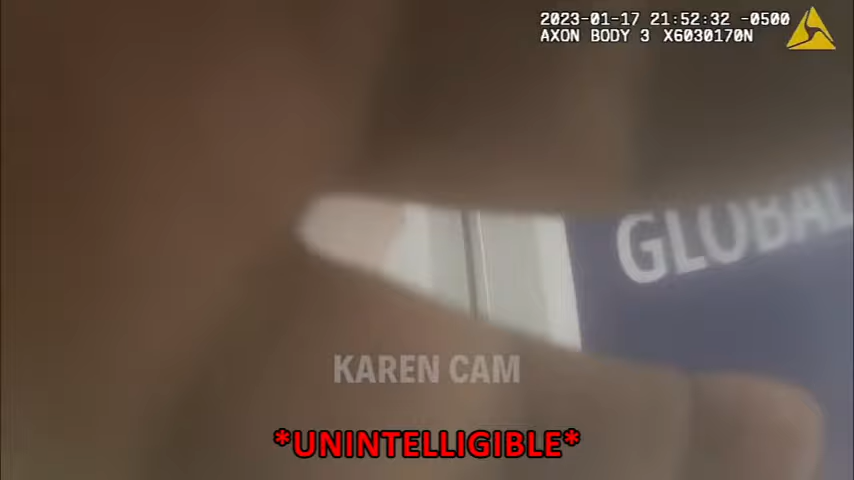 2023-01-17 21:52:32 -0500
AXON BODY 3 X6030170N
GLOBAL
KAREN CAM
*UNINTELLIGIBLE*